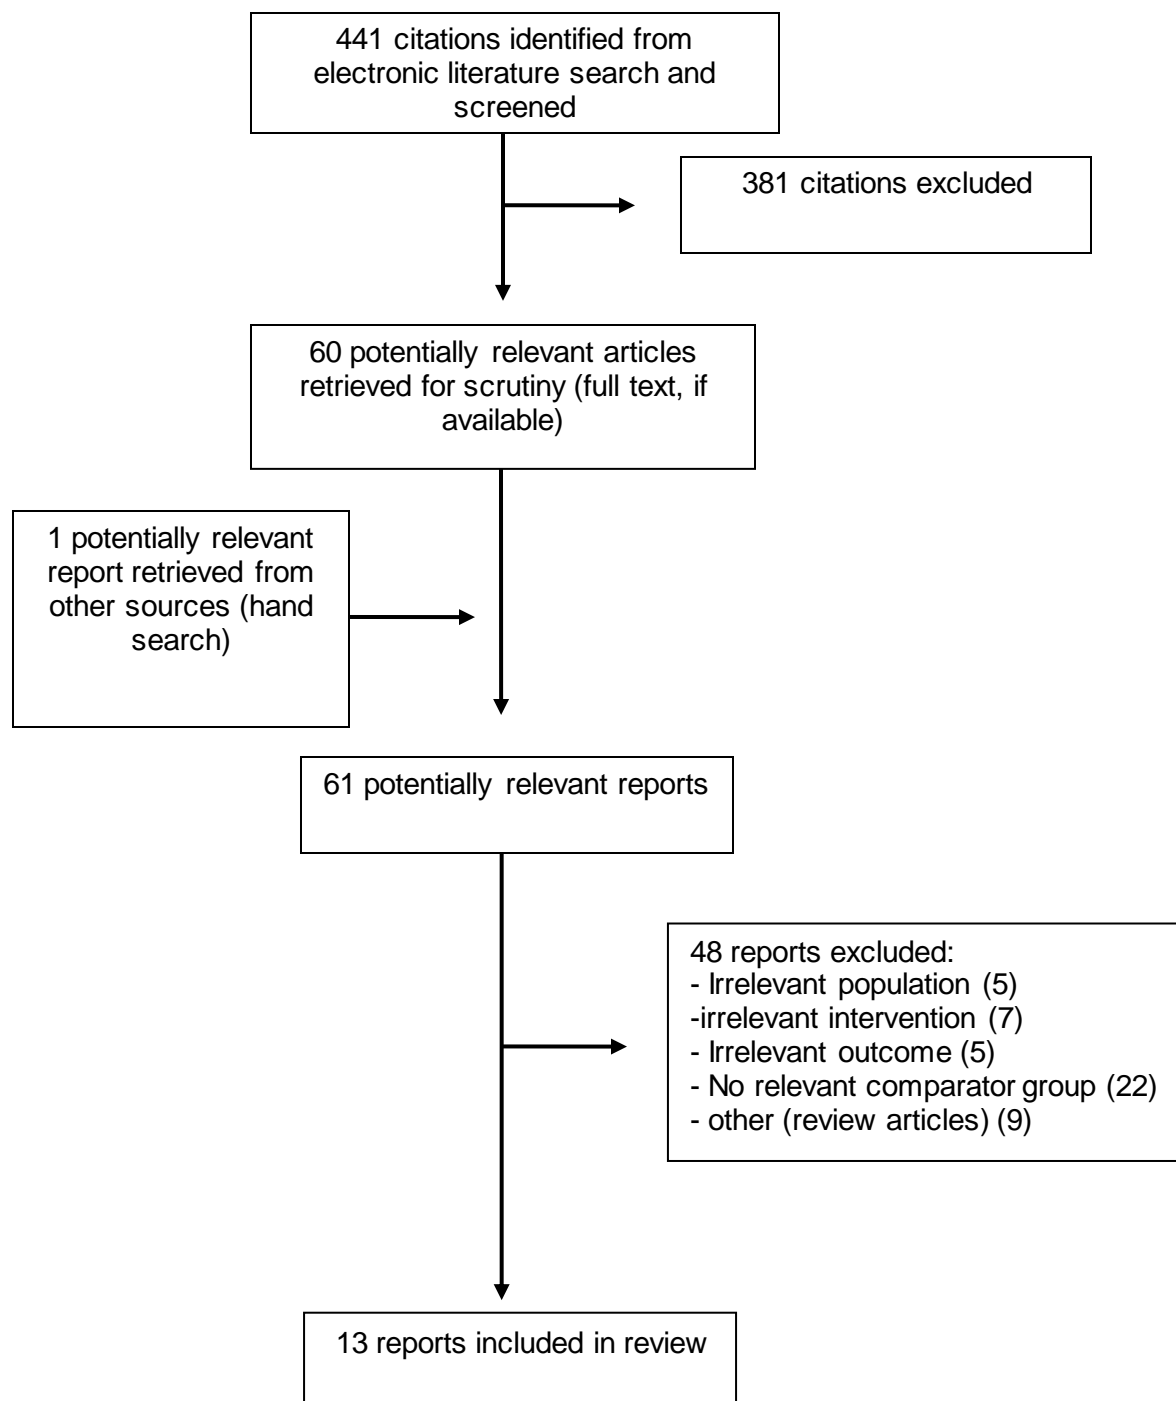 441 citations identified from
electronic literature search and
screened
381 citations excluded
60 potentially relevant articles
retrieved for scrutiny (full text, if
available)
1 potentially relevant
report retrieved from
other sources (hand
search)
61 potentially relevant reports
48 reports excluded:
- Irrelevant population (5)
-irrelevant intervention (7)
- Irrelevant outcome (5)
- No relevant comparator group (22)
- other (review articles) (9)
13 reports included in review